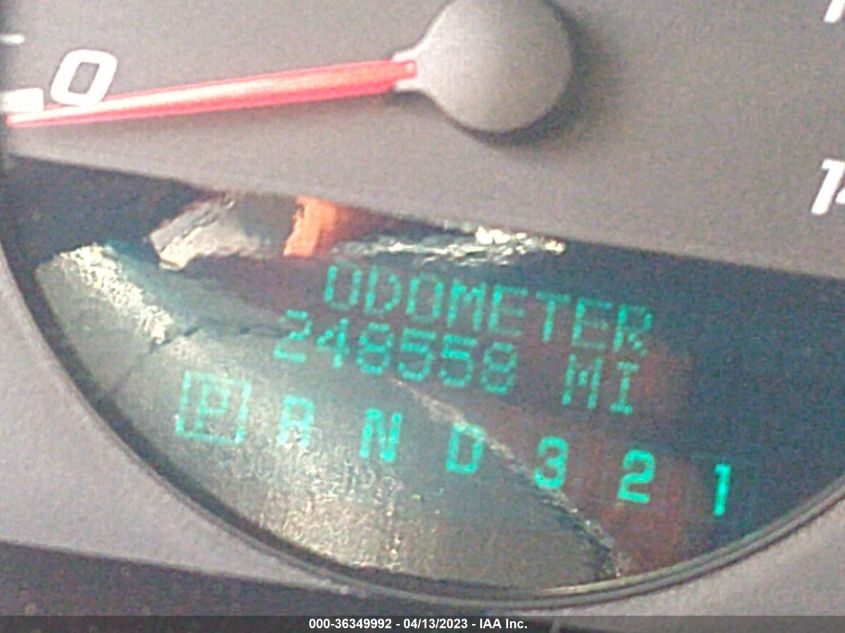 0
ODOMETER
248558 MI
P R N D 3 2 1
000-36349992 - 04/13/2023 - IAA Inc.